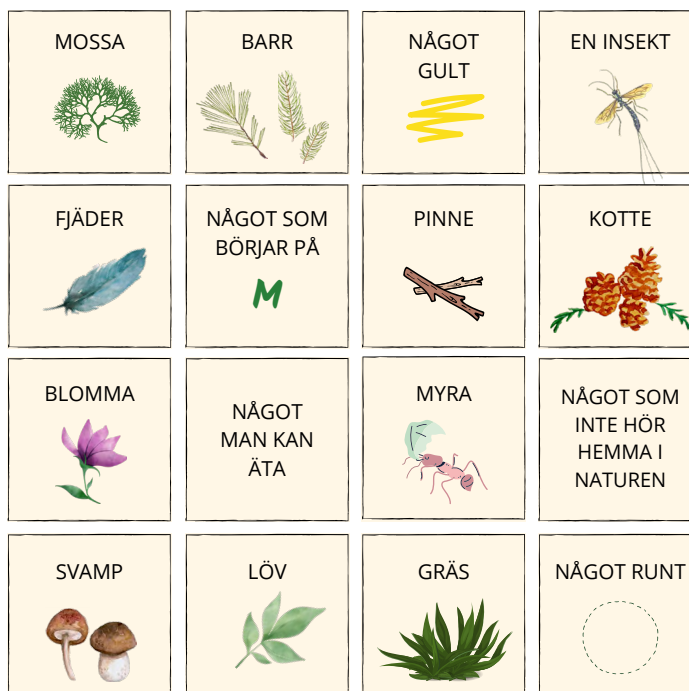 MOSSA
BARR
NÅGOT
GULT
EN INSEKT
FJÄDER
NÅGOT SOM
BÖRJAR PÅ
M
PINNE
KOTTE
BLOMMA
NÅGOT
MAN KAN
ÄTA
MYRA
NÅGOT SOM
INTE HÖR
HEMMA I
NATUREN
SVAMP
LÖV
GRÄS
NÅGOT RUNT